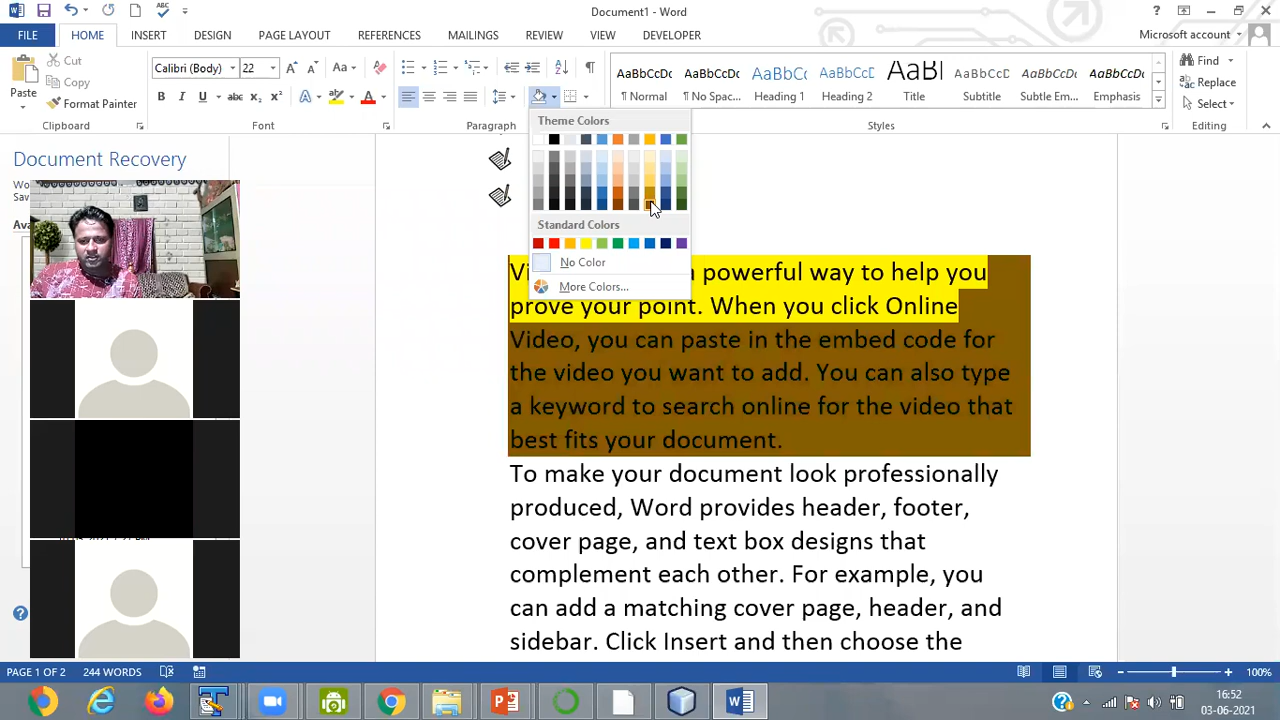 Document1 - Word
?
FILE HOME INSERT DESIGN PAGE LAYOUT REFERENCES MAILINGS REVIEW VIEW DEVELOPER
Microsoft account
Paste
Cut
Copy
Format Painter
Clipboard
Calibri (Body) 22
Font
Paragraph
AaBbCcDc AaBbCcDc AaBbCc AaBbCcC AaBl AaBbCcD AaBbCcDc AaBbCcDc
¶ Normal ¶ No Spac... Heading 1 Heading 2 Title Subtitle Subtle Em... Emphasis
Styles
Find
Replace
Select
Editing
Theme Colors
Standard Colors
No Color
More Colors...
Document Recovery
a powerful way to help you
prove your point. When you click Online
Video, you can paste in the embed code for
the video you want to add. You can also type
a keyword to search online for the video that
best fits your document.
To make your document look professionally
produced, Word provides header, footer,
cover page, and text box designs that
complement each other. For example, you
can add a matching cover page, header, and
sidebar. Click Insert and then choose the
PAGE 1 OF 2 244 WORDS
100%
16:52
03-06-2021